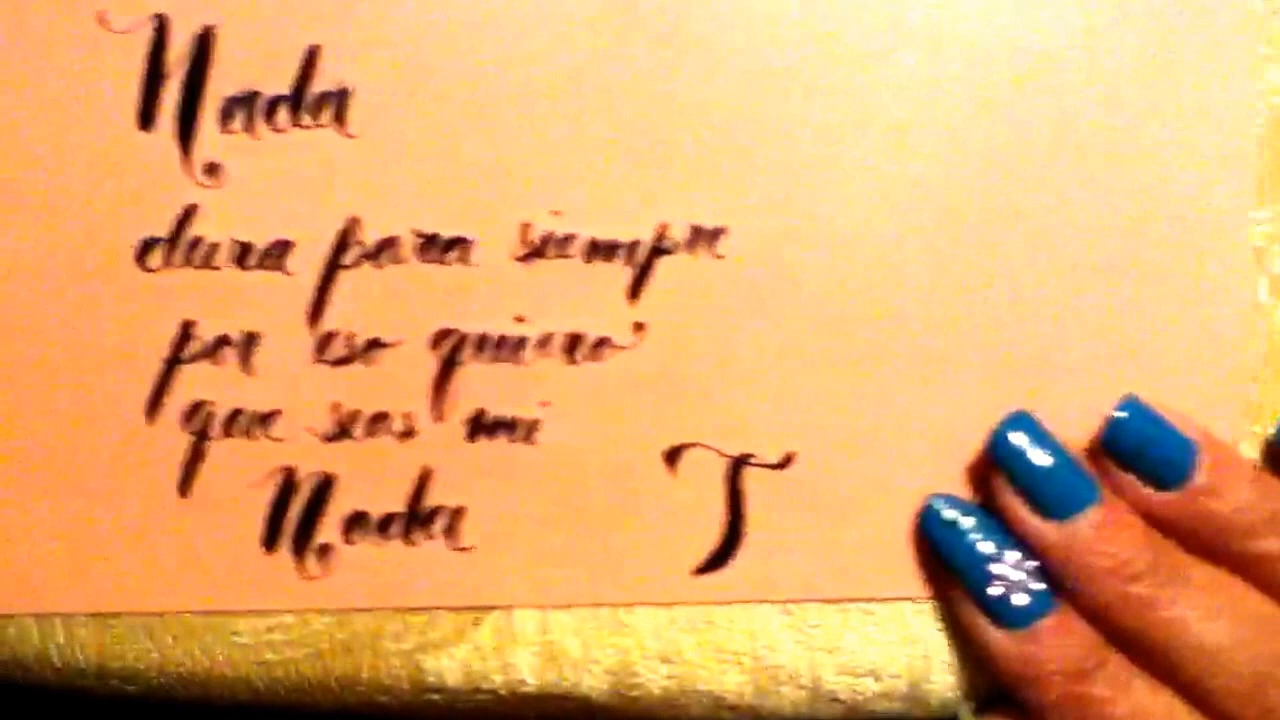 Nada
dura para siempre
por eso quiero
que seas mi
Nada
T